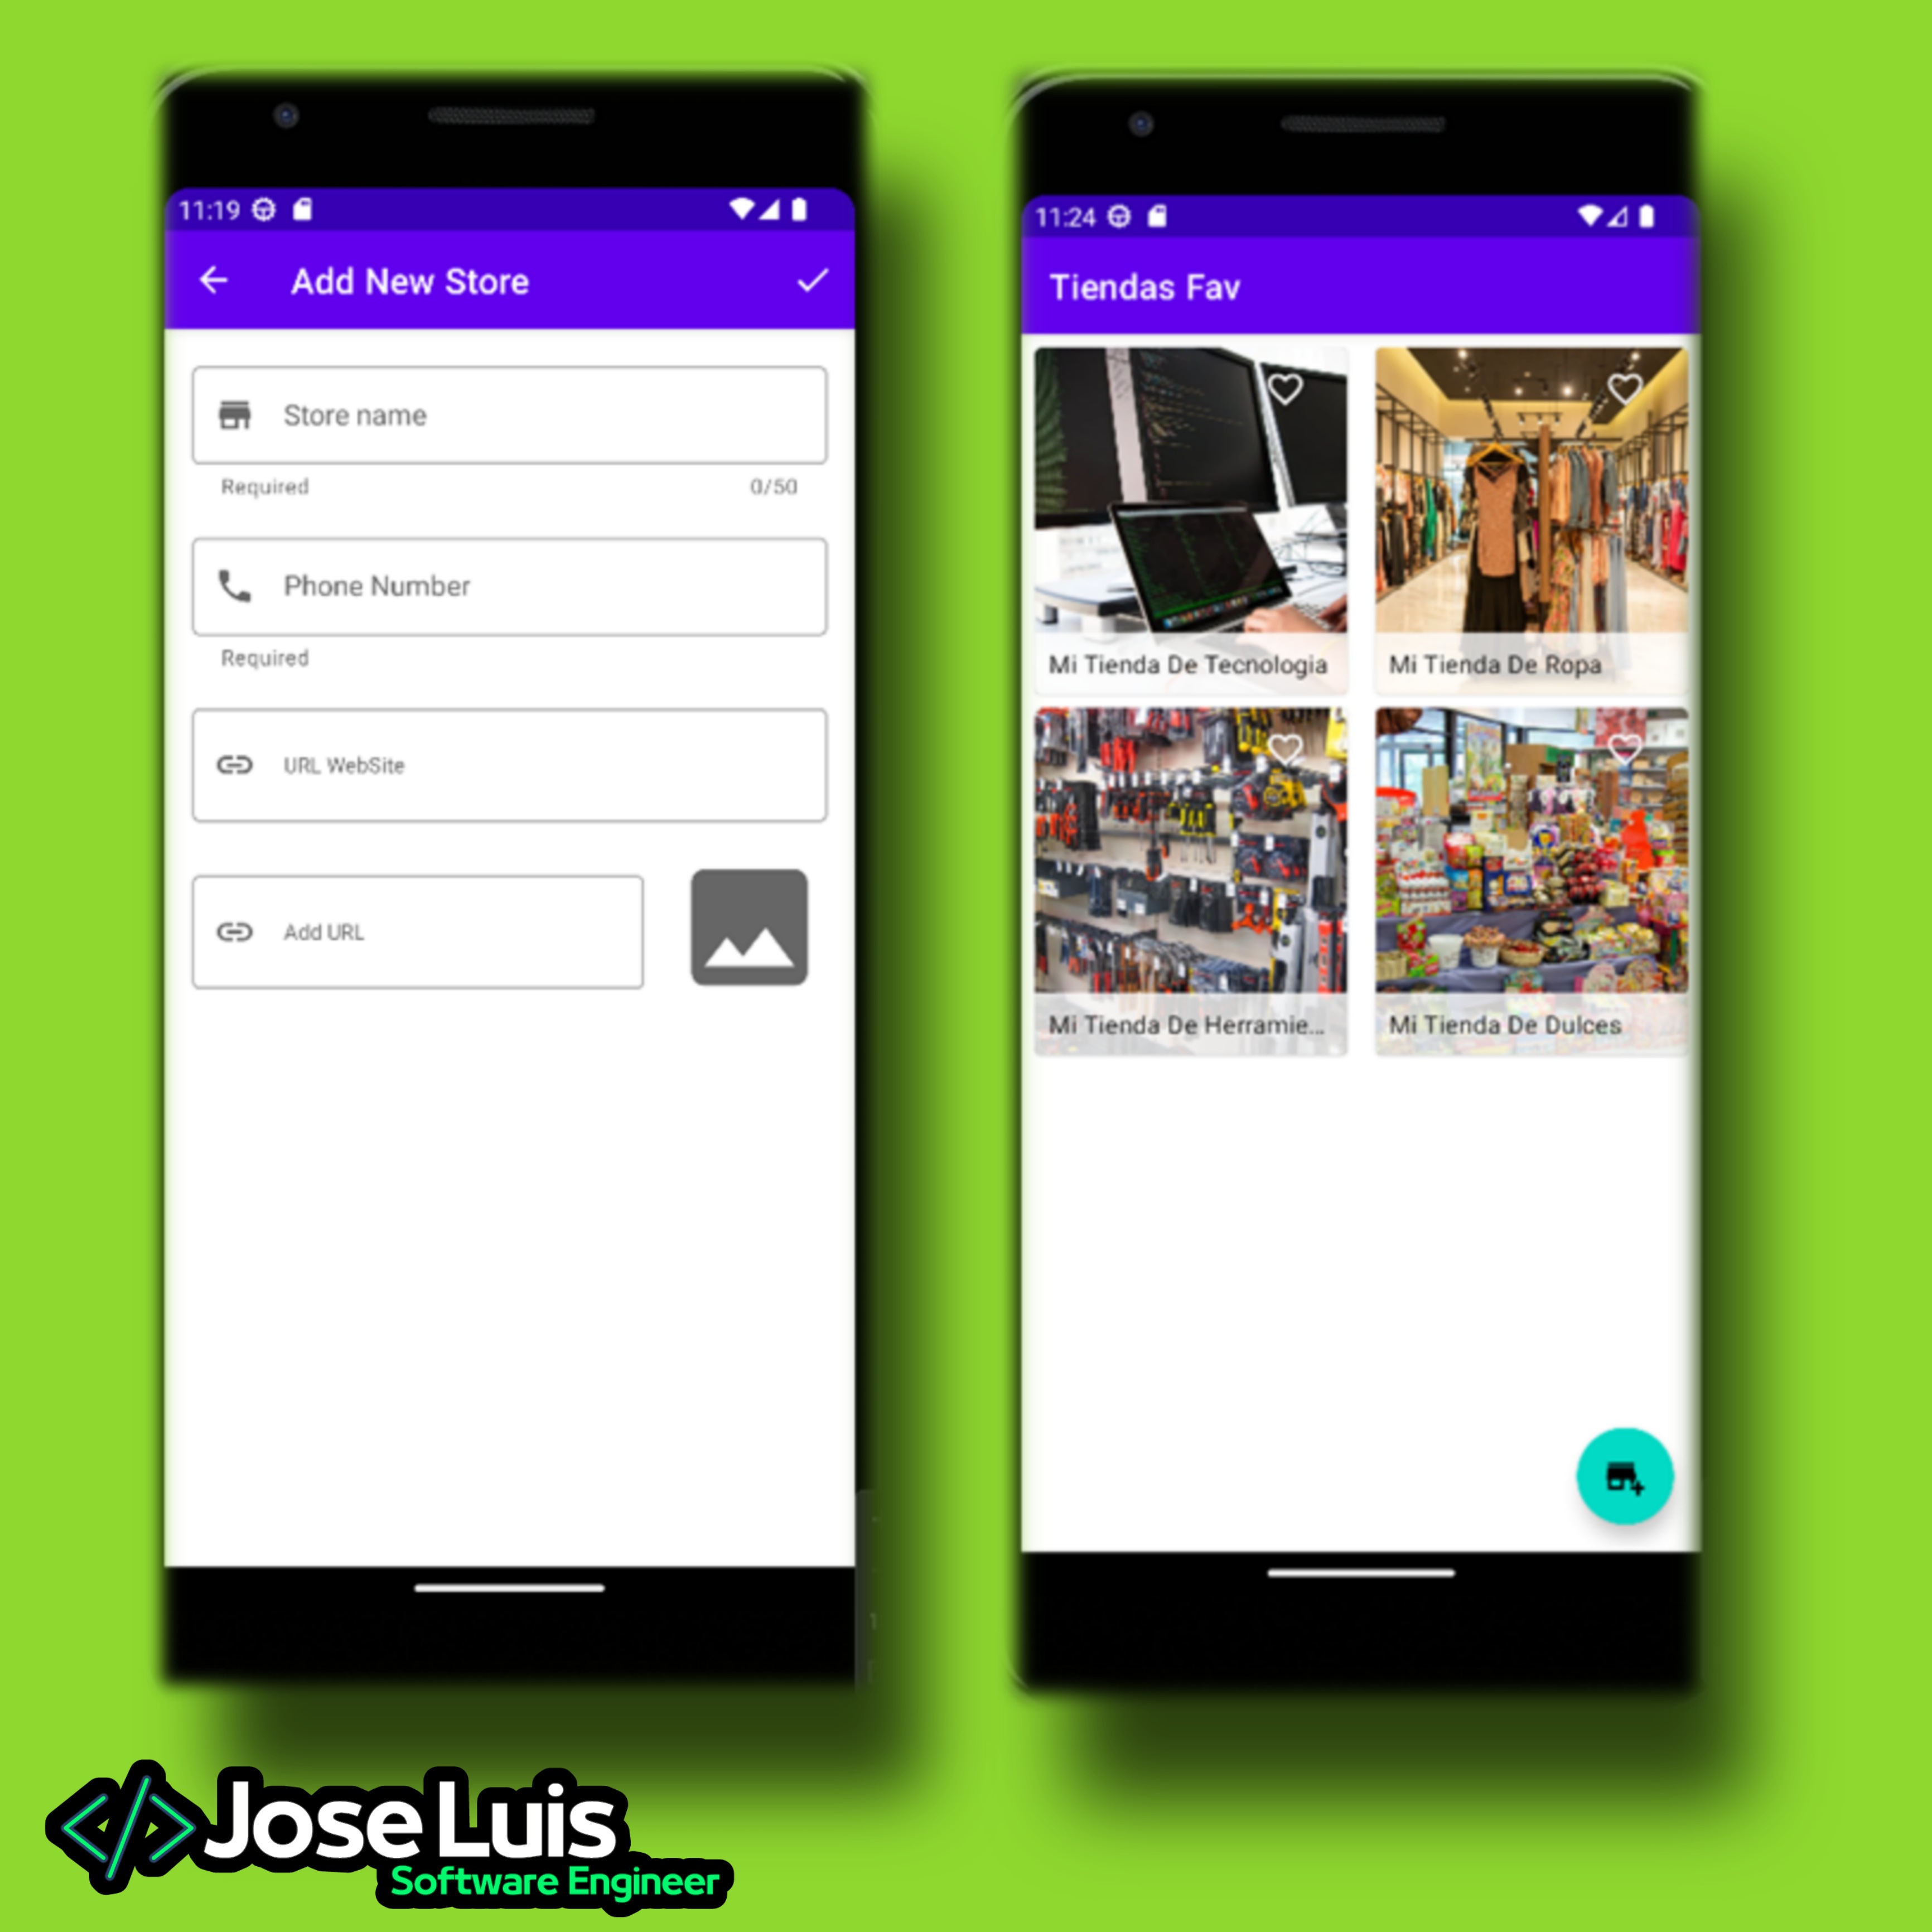 11:19
Add New Store
Store name
Required 0/50
Phone Number
Required
URL WebSite
Add URL
11:24
Tiendas Fav
Mi Tienda De Tecnologia
Mi Tienda De Ropa
Mi Tienda De Herramie...
Mi Tienda De Dulces
</> Jose Luis
Software Engineer